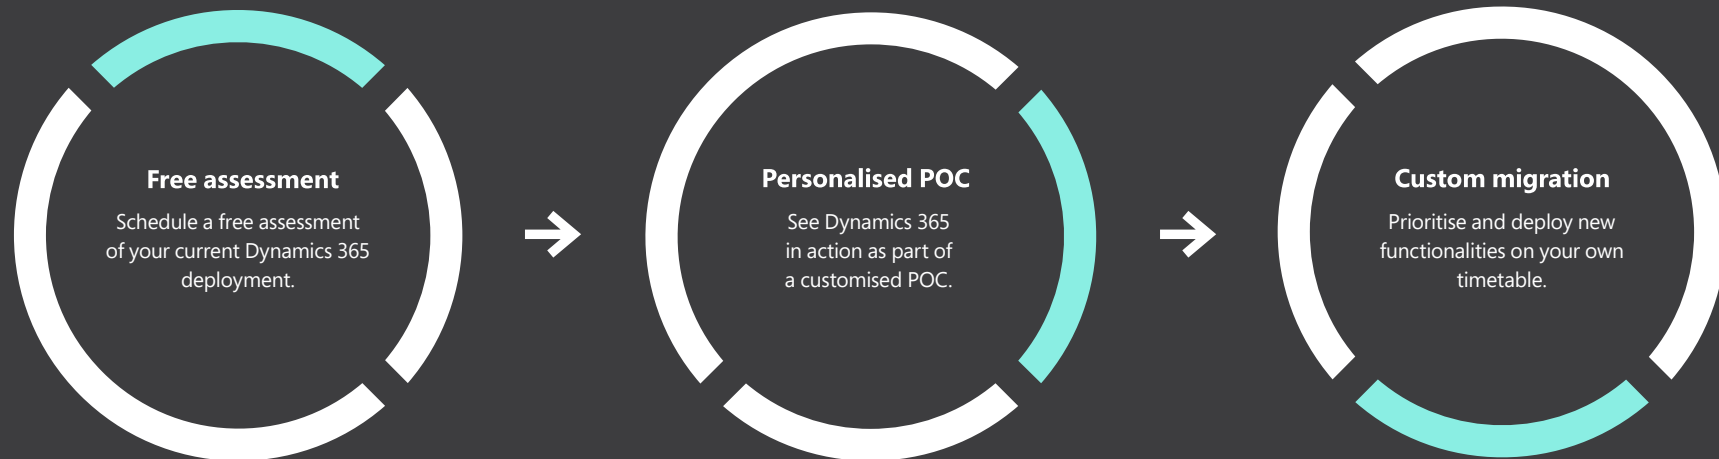 Free assessment
Schedule a free assessment
of your current Dynamics 365
deployment.
Personalised POC
See Dynamics 365
in action as part of
a customised POC.
Custom migration
Prioritise and deploy new
functionalities on your own
timetable.